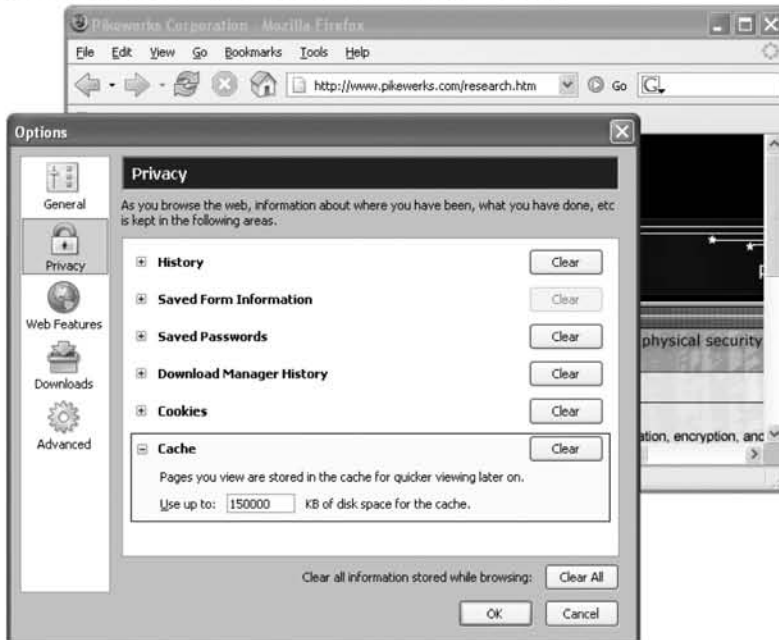 Pikewerks Corporation - Mozilla Firefox
File Edit View Go Bookmarks Tools Help
http://www.pikewerks.com/research.htm Go G
Options
General
Privacy
Web Features
Downloads
Advanced
Privacy
As you browse the web, information about where you have been, what you have done, etc
is kept in the following areas.
History Clear
Saved Form Information Clear
Saved Passwords Clear
Download Manager History Clear
Cookies Clear
Cache Clear
Pages you view are stored in the cache for quicker viewing later on.
Use up to: 150000 KB of disk space for the cache.
Clear all information stored while browsing: Clear All
OK Cancel
physical security
encryption, and